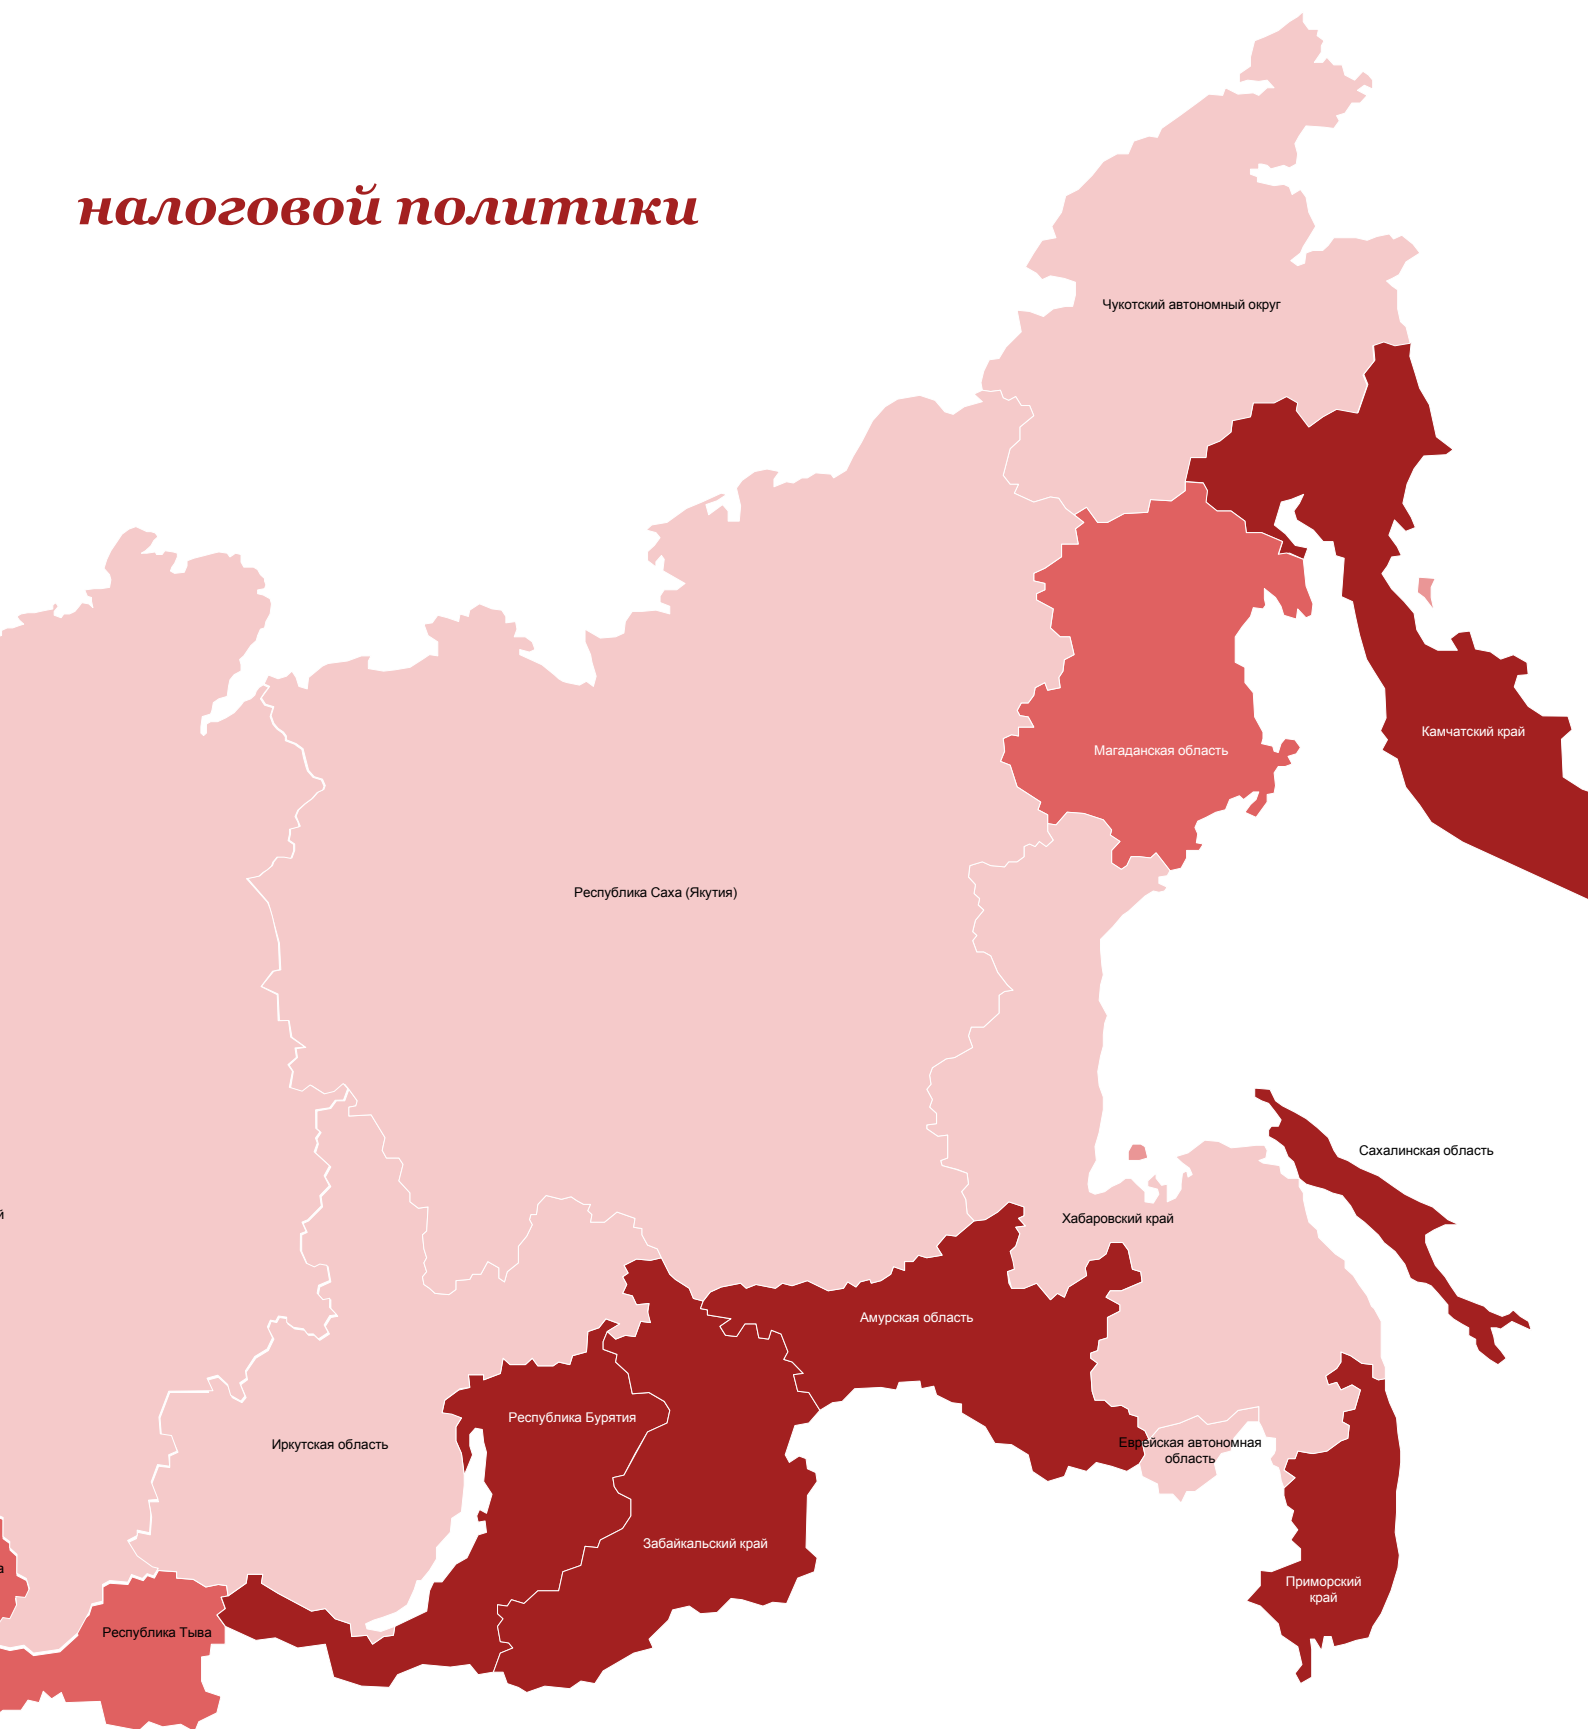 налоговой политики
Чукотский автономный округ
Камчатский край
Магаданская область
Республика Саха (Якутия)
Сахалинская область
й
Хабаровский край
Амурская область
Республика Бурятия
Иркутская область
Еврейская автономная
область
Забайкальский край
а
Приморский
край
Республика Тыва